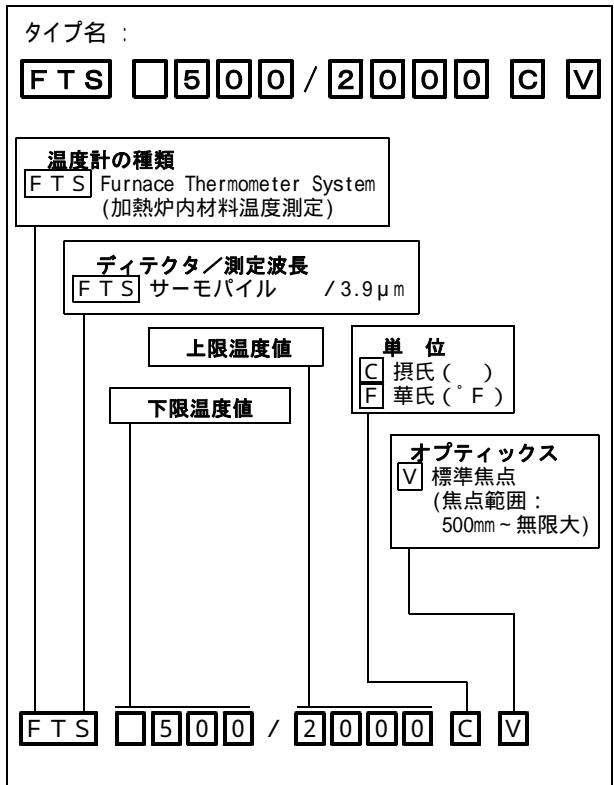 タイプ名：
FTS □500/2000 C V
温度計の種類
FTS Furnace Thermometer System
(加熱炉内材料温度測定)
ディテクタ／測定波長
FTS サーモパイル /3.9μm
上限温度値
下限温度値
単 位
C 摂氏( )
F 華氏(°F)
オプティックス
V 標準焦点
(焦点範囲：
500mm~無限大)
FTS □500/2000 C V